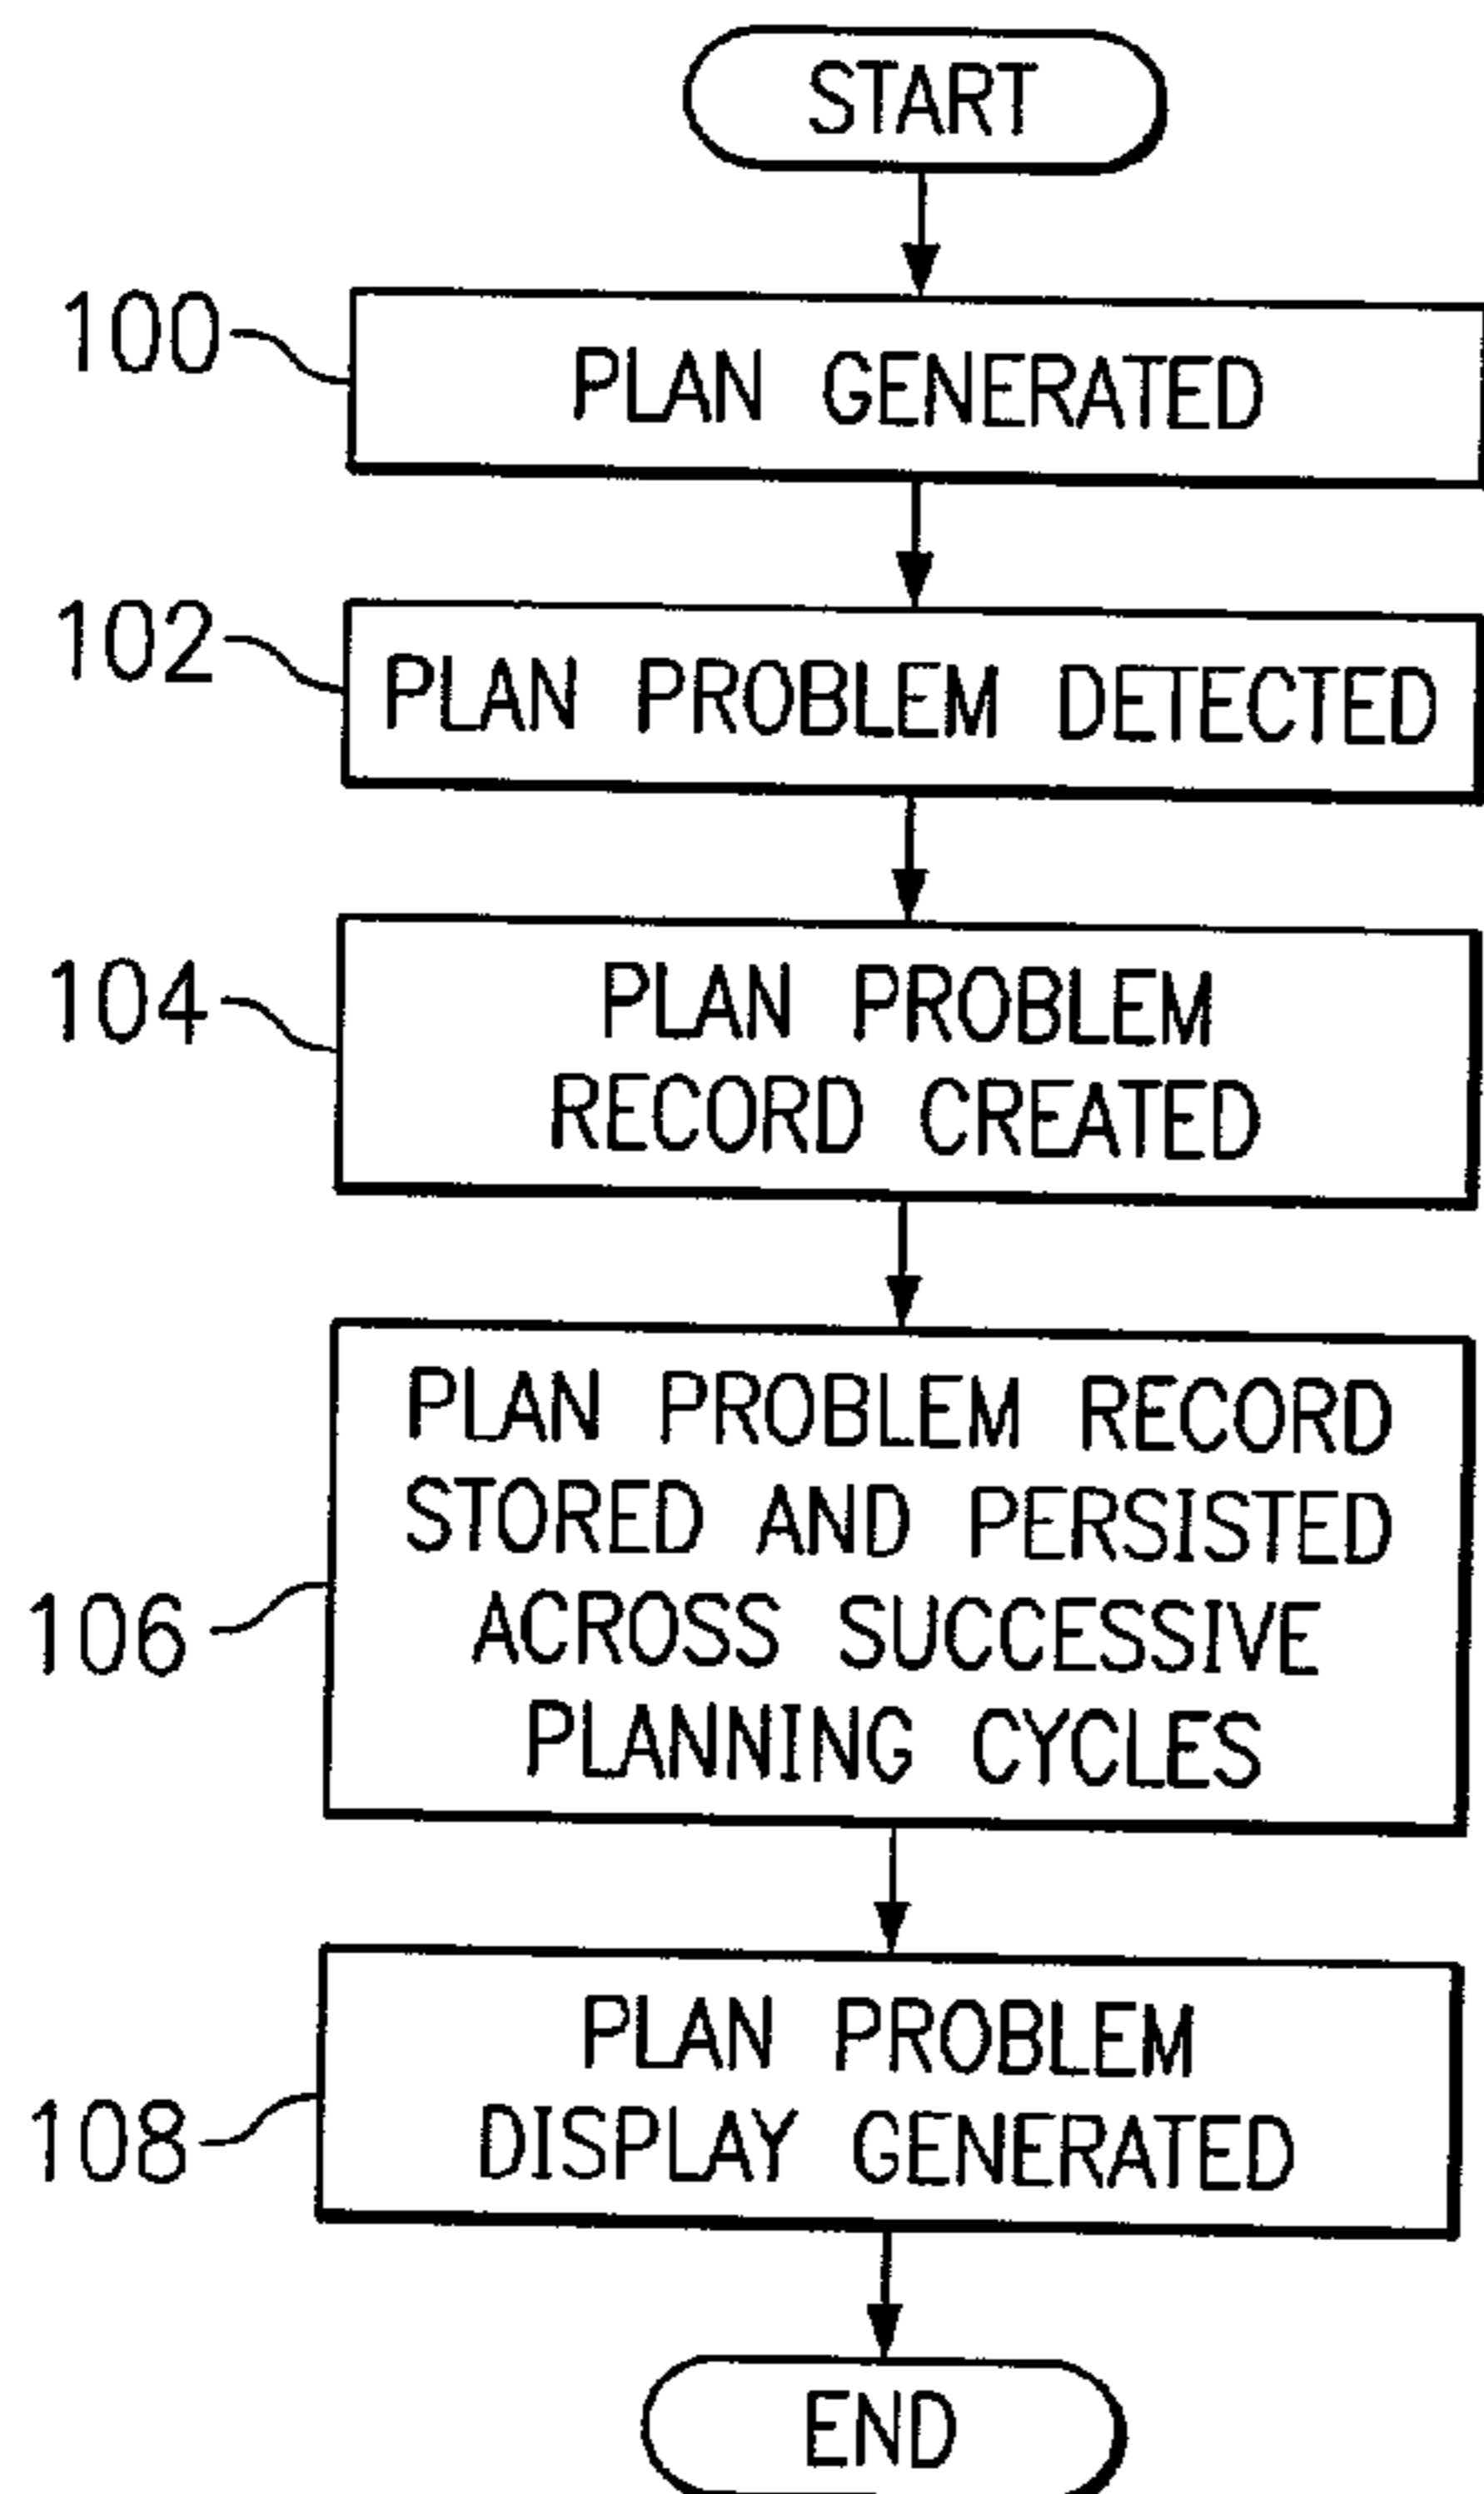 START
100
PLAN GENERATED
102
PLAN PROBLEM DETECTED
104
PLAN PROBLEM
RECORD CREATED
106
PLAN PROBLEM RECORD
STORED AND PERSISTED
ACROSS SUCCESSIVE
PLANNING CYCLES
108
PLAN PROBLEM
DISPLAY GENERATED
END